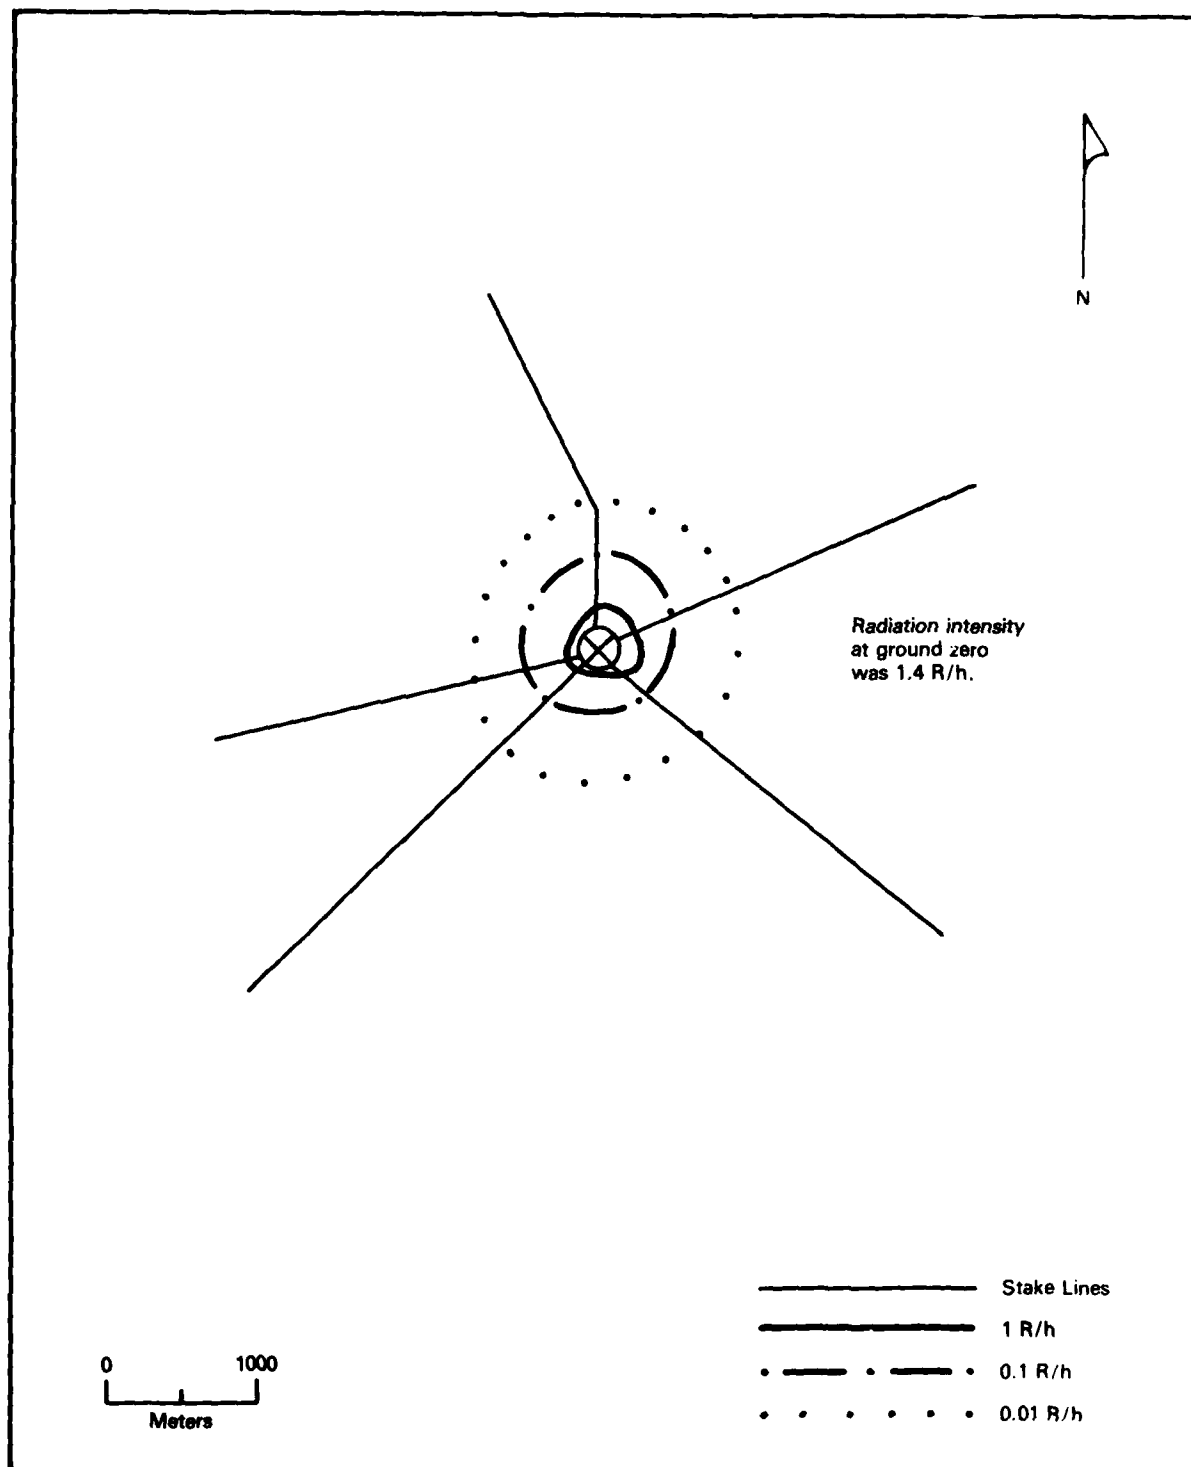 N
Radiation intensity
at ground zero
was 1.4 R/h.
Stake Lines
1 R/h
0.1 R/h
0.01 R/h
0 1000
Meters